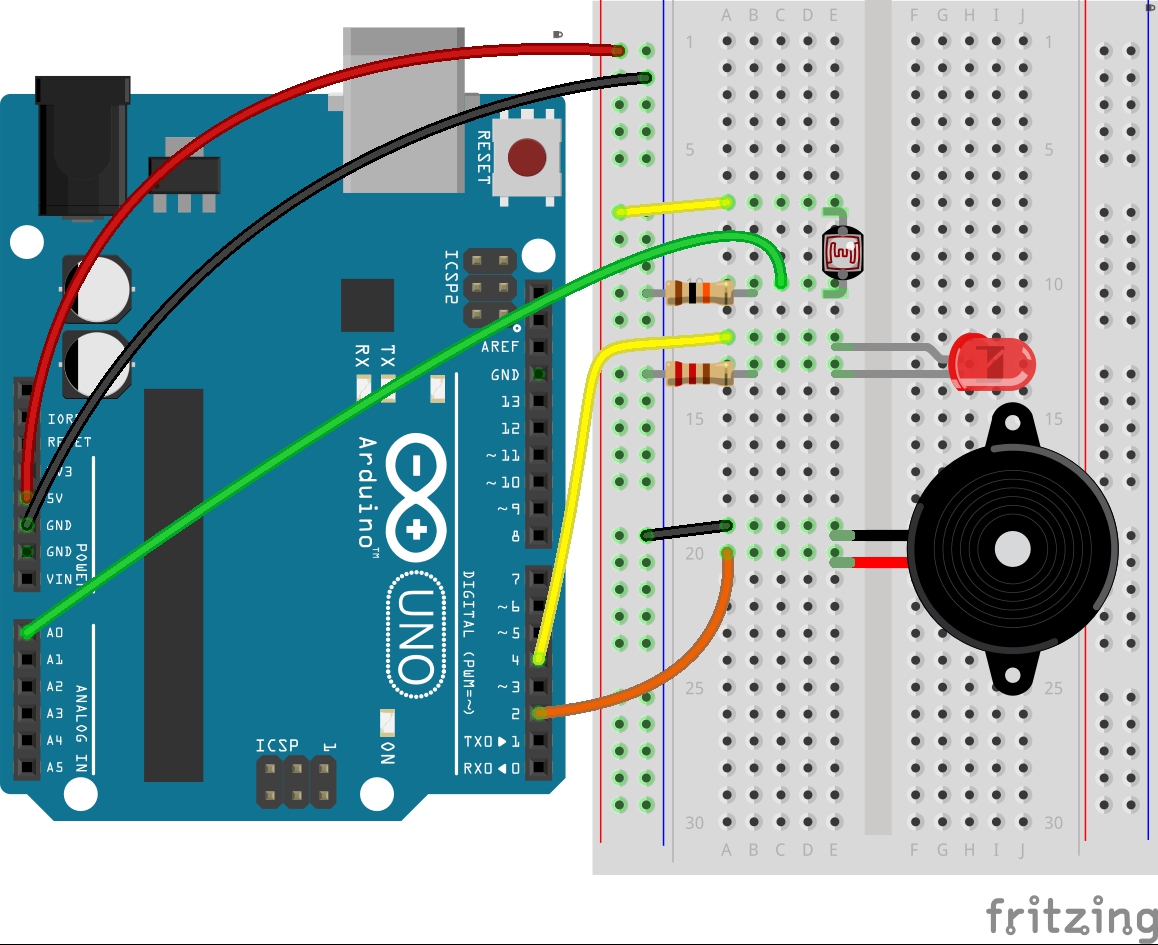 A B C D E F G H I J
1 1
5 5
RESET
ICSP2
10 10
AREF
RX TX
GND
15 15
13
IOREF
12
RESET
~11
3V3
~10
5V
~9
GND
8
Arduino™
GND
20
POWER
7
VIN
~6
UNO
DIGITAL (PWM=~)
~5
A0
4
A1
~3
A2
25 25
2
A3
ANALOG IN
TX0▶1
A4
ICSP 1
ON
RX0◀0
A5
30 30
A B C D E F G H I J
fritzing